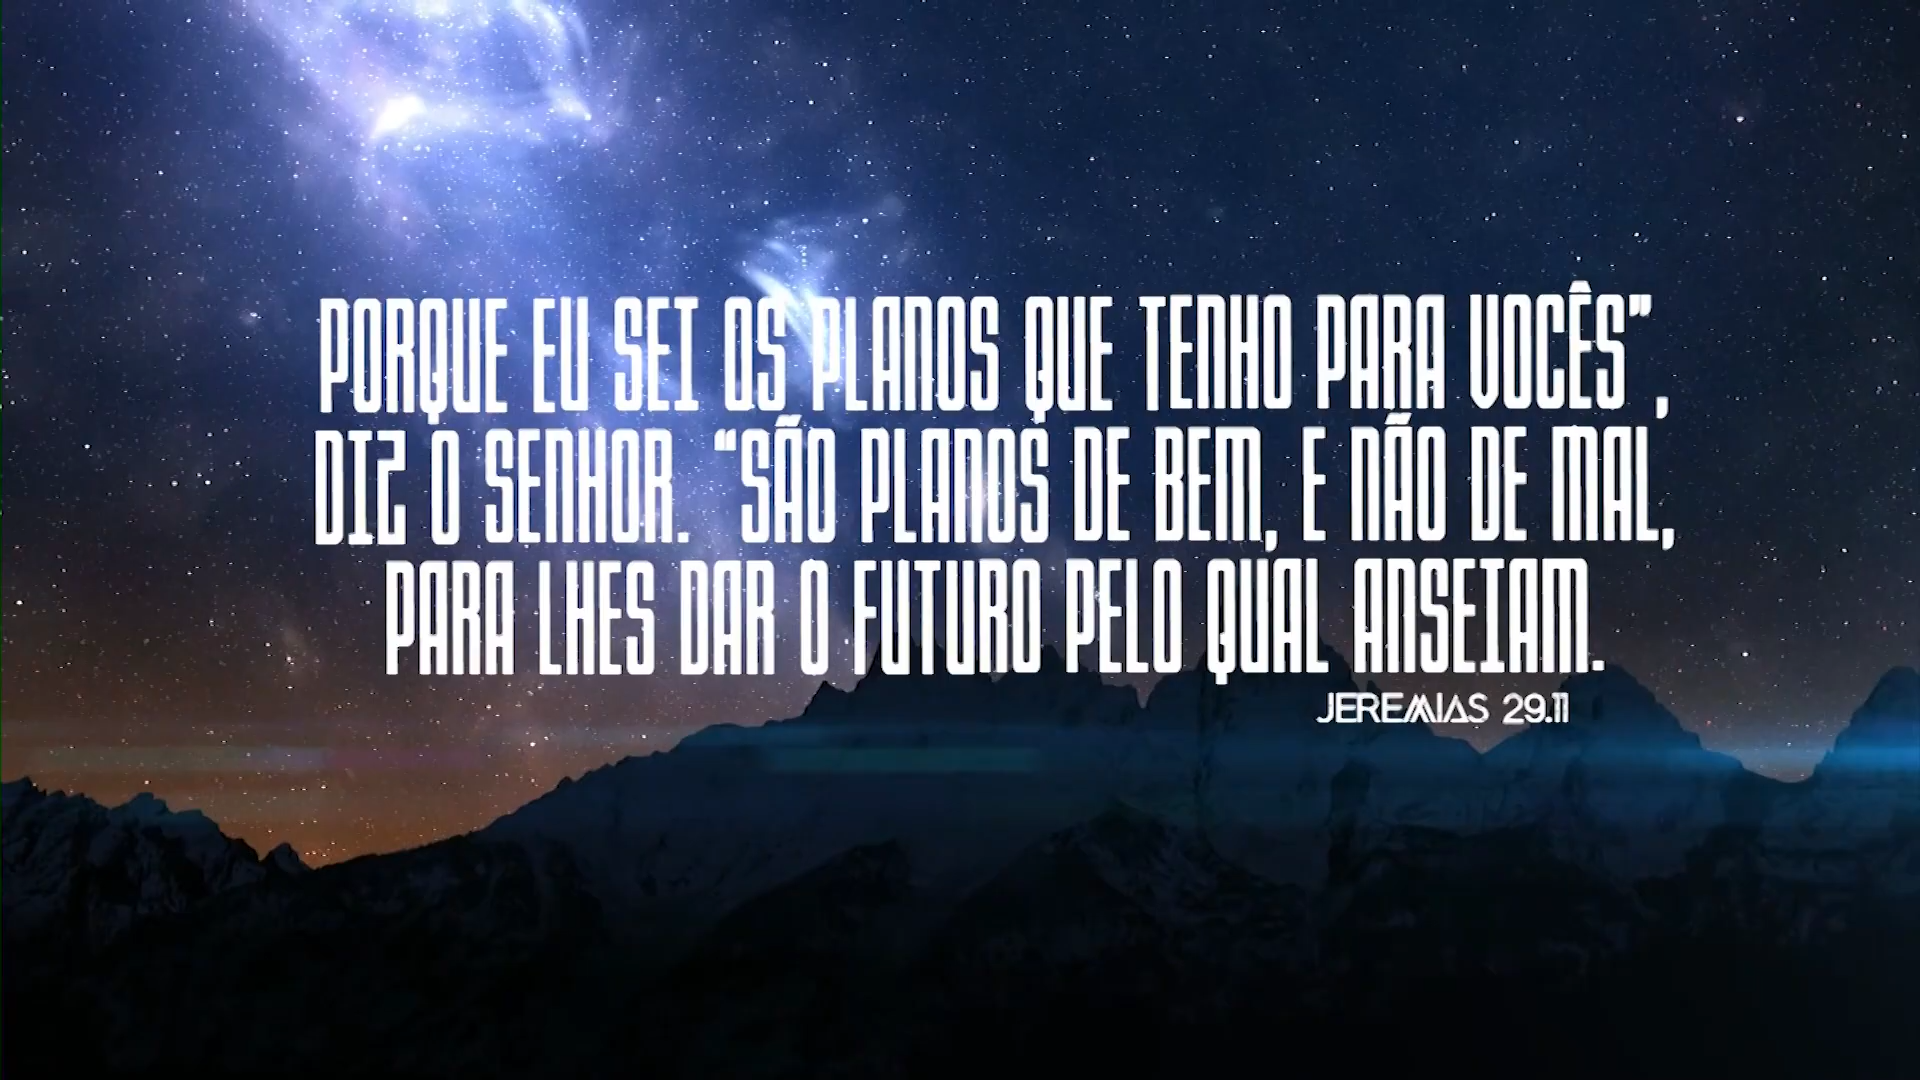 PORQUE EU SEI OS PLANOS QUE TENHO PARA VOCÊS",
DIZ O SENHOR. "SÃO PLANOS DE BEM, E NÃO DE MAL,
PARA LHES DAR O FUTURO PELO QUAL ANSEIAM.
JEREMIAS 29.11